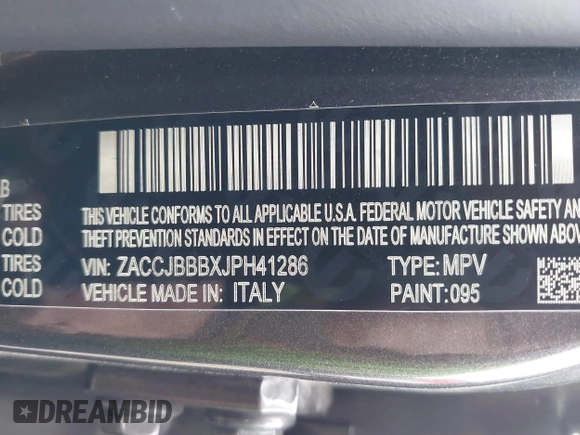 B
TIRES THIS VEHICLE CONFORMS TO ALL APPLICABLE U.S.A. FEDERAL MOTOR VEHICLE SAFETY AN
COLD THEFT PREVENTION STANDARDS IN EFFECT ON THE DATE OF MANUFACTURE SHOWN ABOVE.
TIRES VIN: ZACCJBBBXJPH41286 TYPE: MPV
COLD VEHICLE MADE IN: ITALY PAINT: 095
DREAMBID